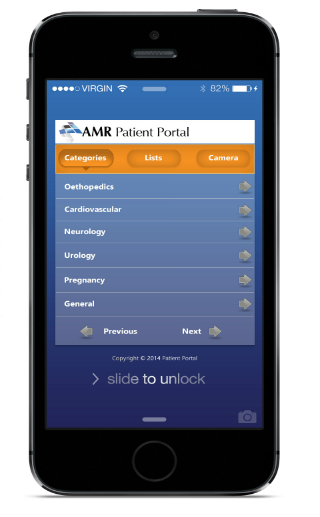 VIRGIN 82%
AMR Patient Portal
Categories Lists Camera
Oethopedics
Cardiovascular
Neurology
Urology
Pregnancy
General
Previous Next
Copyright © 2014 Patient Portal
> slide to unlock